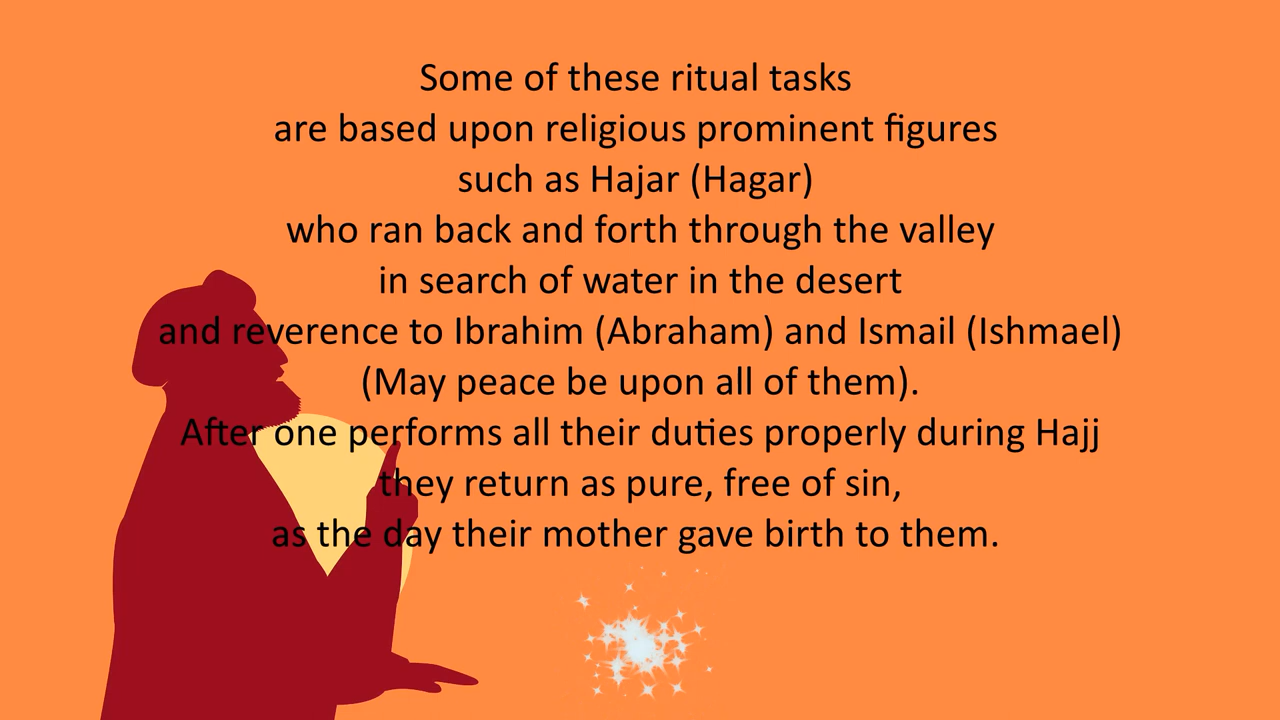 Some of these ritual tasks
are based upon religious prominent figures
such as Hajar (Hagar)
who ran back and forth through the valley
in search of water in the desert
and reverence to Ibrahim (Abraham) and Ismail (Ishmael)
(May peace be upon all of them).
After one performs all their duties properly during Hajj
they return as pure, free of sin,
as the day their mother gave birth to them.